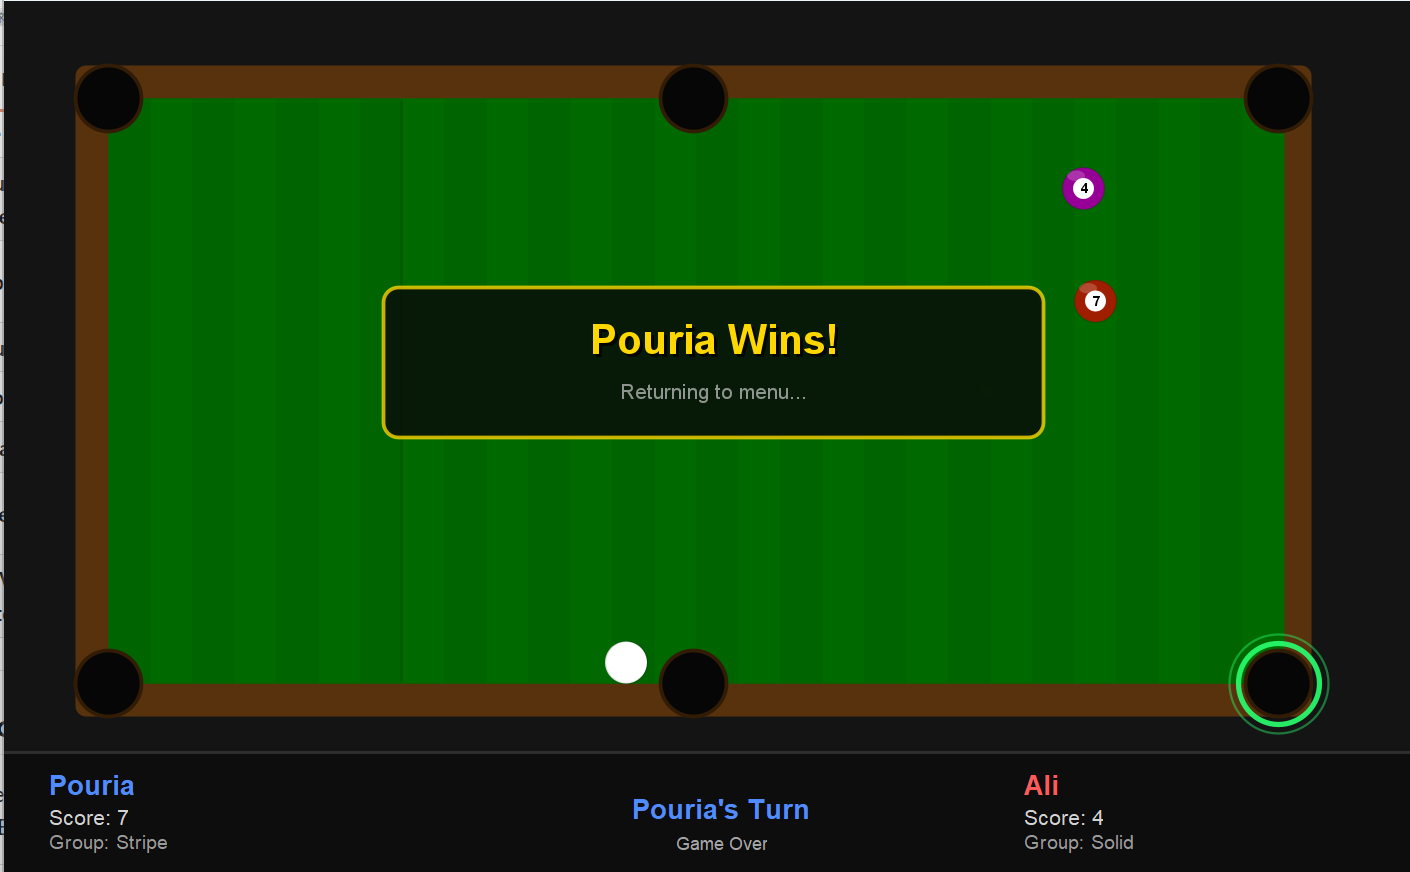 4
7
Pouria Wins!
Returning to menu...
Pouria
Score: 7
Group: Stripe
Pouria's Turn
Game Over
Ali
Score: 4
Group: Solid